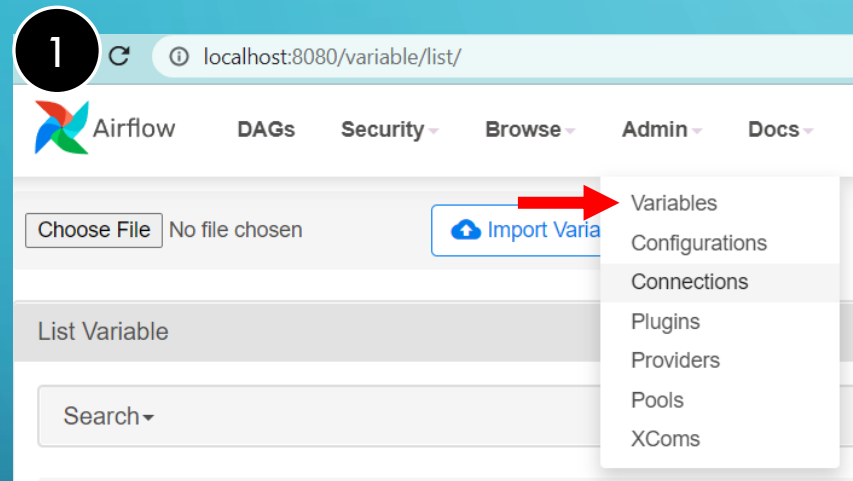 1
localhost:8080/variable/list/
Airflow DAGs Security Browse Admin Docs
Variables
Choose File No file chosen Import Varia
Configurations
Connections
List Variable
Plugins
Providers
Pools
Search
XComs